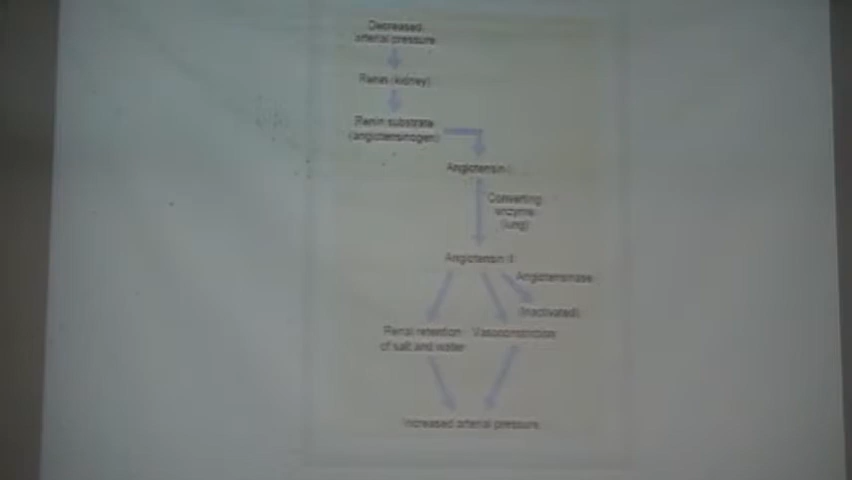 Decreased
arterial pressure
Renin (kidney)
Renin substrate
(angiotensinogen)
Angiotensin I
Converting
enzyme
(lung)
Angiotensin II
Angiotensinase
(Inactivated)
Renal retention
of salt and water
Vasoconstriction
Increased arterial pressure